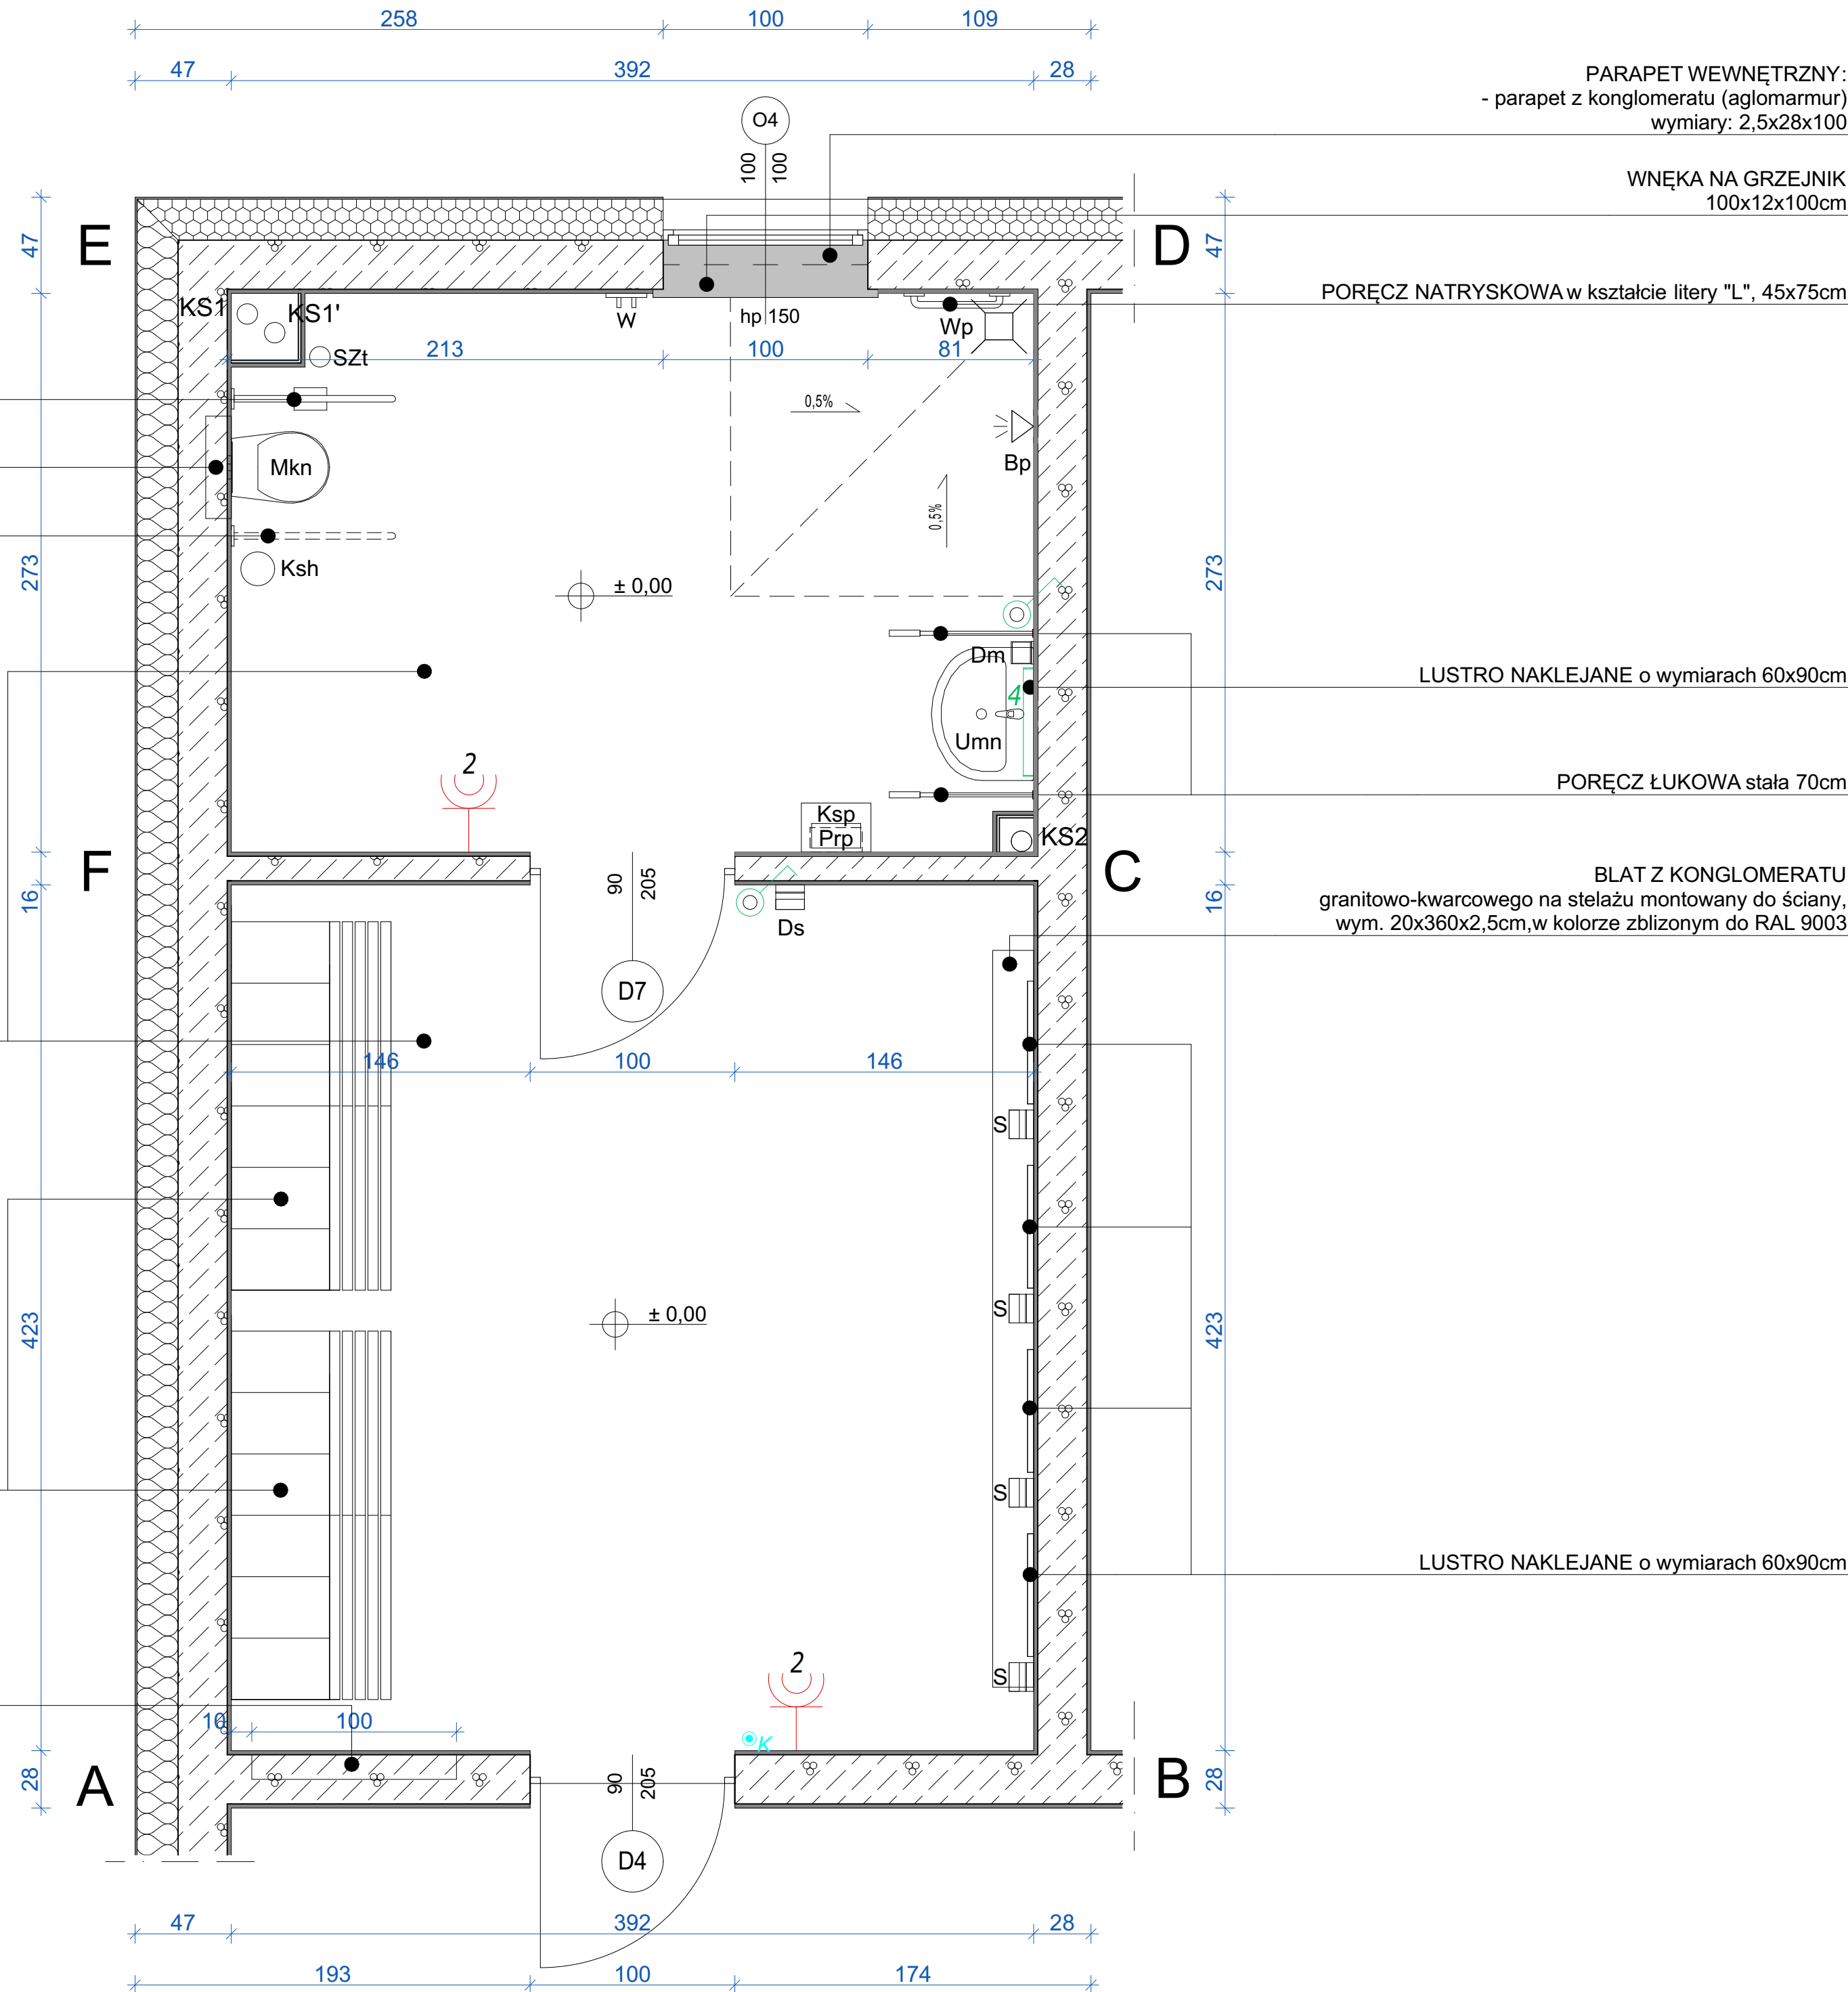 258 100 109
47 392 28
PARAPET WEWNĘTRZNY:
- parapet z konglomeratu (aglomarmur)
wymiary: 2,5x28x100
O4
100
100
WNĘKA NA GRZEJNIK
100x12x100cm
E
D
47
47
PORĘCZ NATRYSKOWA w kształcie litery "L", 45x75cm
KS1
KS1'
W
hp 150
Wp
SZt
213 100 81
0,5%
Mkn
Bp
0,5%
Ksh
273
273
± 0,00
Dm
LUSTRO NAKLEJANE o wymiarach 60x90cm
4
Umn
2
PORĘCZ ŁUKOWA stała 70cm
Ksp
Prp
KS2
F
C
90
205
16
16
BLAT Z KONGLOMERATU
granitowo-kwarcowego na stelażu montowany do ściany,
wym. 20x360x2,5cm,w kolorze zblizonym do RAL 9003
Ds
D7
146 100 146
S
S
± 0,00
423
423
S
LUSTRO NAKLEJANE o wymiarach 60x90cm
2
S
10 100
K
A
B
28
28
90
205
D4
47 392 28
193 100 174